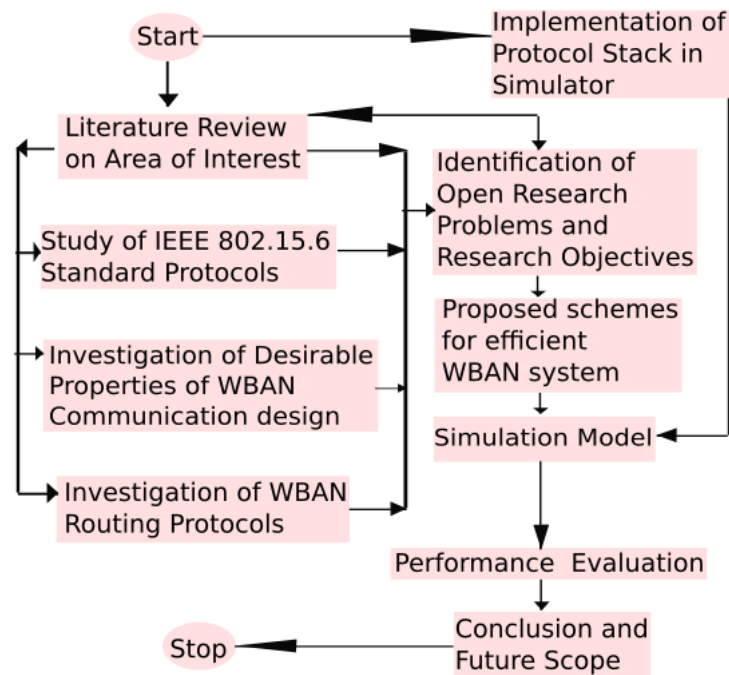 Start
Implementation of
Protocol Stack in
Simulator
Literature Review
on Area of Interest
Identification of
Open Research
Problems and
Research Objectives
Study of IEEE 802.15.6
Standard Protocols
Proposed schemes
for efficient
WBAN system
Investigation of Desirable
Properties of WBAN
Communication design
Simulation Model
Investigation of WBAN
Routing Protocols
Performance Evaluation
Conclusion and
Future Scope
Stop